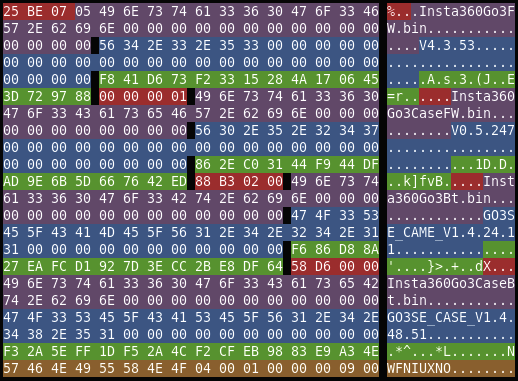 25 BE 07 05 49 6E 73 74 61 33 36 30 47 6F 33 46 %...Insta360Go3F
57 2E 62 69 6E 00 00 00 00 00 00 00 00 00 00 00 W.bin...........
00 00 00 00 00 56 34 2E 33 2E 35 33 00 00 00 00 .....V4.3.53....
00 00 00 00 00 00 00 00 00 00 00 00 00 00 00 00 ................
00 00 00 00 00 F8 41 D6 73 F2 33 15 28 4A 17 06 45 .....A.s.3.(J..E
3D 72 97 88 00 00 00 01 49 6E 73 74 61 33 36 30 =r......Insta360
47 6F 33 43 61 73 65 46 57 2E 62 69 6E 00 00 00 Go3CaseFW.bin...
00 00 00 00 00 00 00 00 56 30 2E 35 2E 32 34 37 ........V0.5.247
00 00 00 00 00 00 00 00 00 00 00 00 00 00 00 00 ................
00 00 00 00 00 00 00 00 86 2E C0 31 44 F9 44 DF ...1D.D.
AD 9E 6B 5D 66 76 42 ED 88 B3 02 00 49 6E 73 74 ..k]fvB.....Inst
61 33 36 30 47 6F 33 42 74 2E 62 69 6E 00 00 00 a360Go3Bt.bin...
00 00 00 00 00 00 00 00 00 00 00 00 47 4F 33 53 ............GO3S
45 5F 43 41 4D 45 5F 56 31 2E 34 2E 32 34 2E 31 E_CAME_V1.4.24.1
31 00 00 00 00 00 00 00 00 00 00 00 F6 86 D8 8A 1...............
27 EA FC D1 92 7D 3E CC 2B E8 DF 64 58 D6 00 00 '....}>.+..dX...
49 6E 73 74 61 33 36 30 47 6F 33 43 61 73 65 42 Insta360Go3CaseB
74 2E 62 69 6E 00 00 00 00 00 00 00 00 00 00 00 t.bin...........
47 4F 33 53 45 5F 43 41 53 45 5F 56 31 2E 34 2E GO3SE_CASE_V1.4.
34 38 2E 35 31 00 00 00 00 00 00 00 00 00 00 00 48.51...........
F3 2A 5E FF 1D F5 2A 4C F2 CF EB 98 83 E9 A3 4E .*^...*L.......N
57 46 4E 49 55 58 4E 4F 04 00 01 00 00 00 09 00 WFNIUXNO........